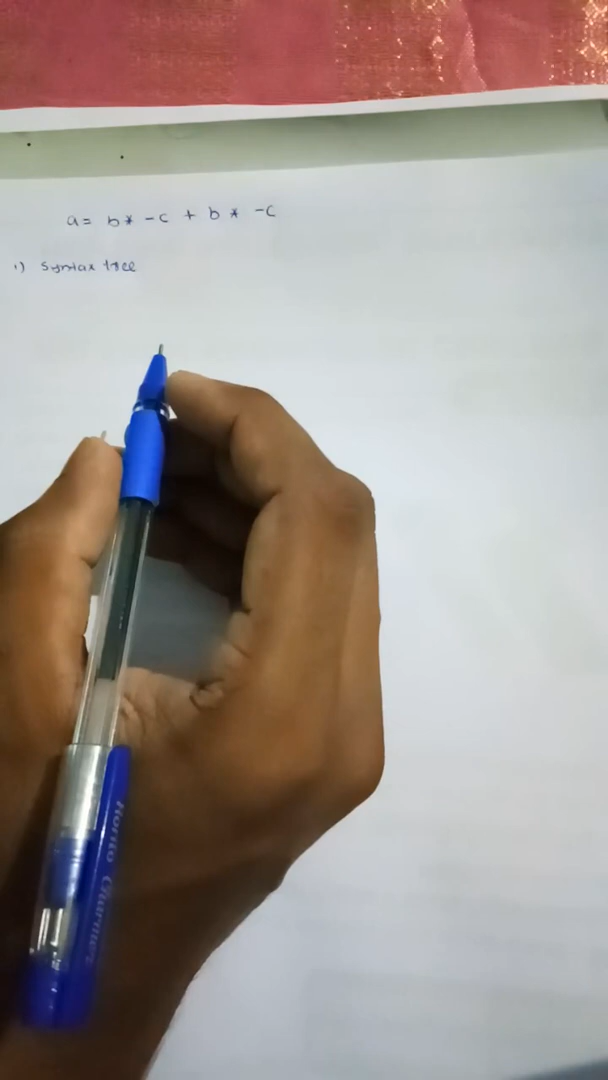 a = b * -c + b * -c
1) Syntax tree